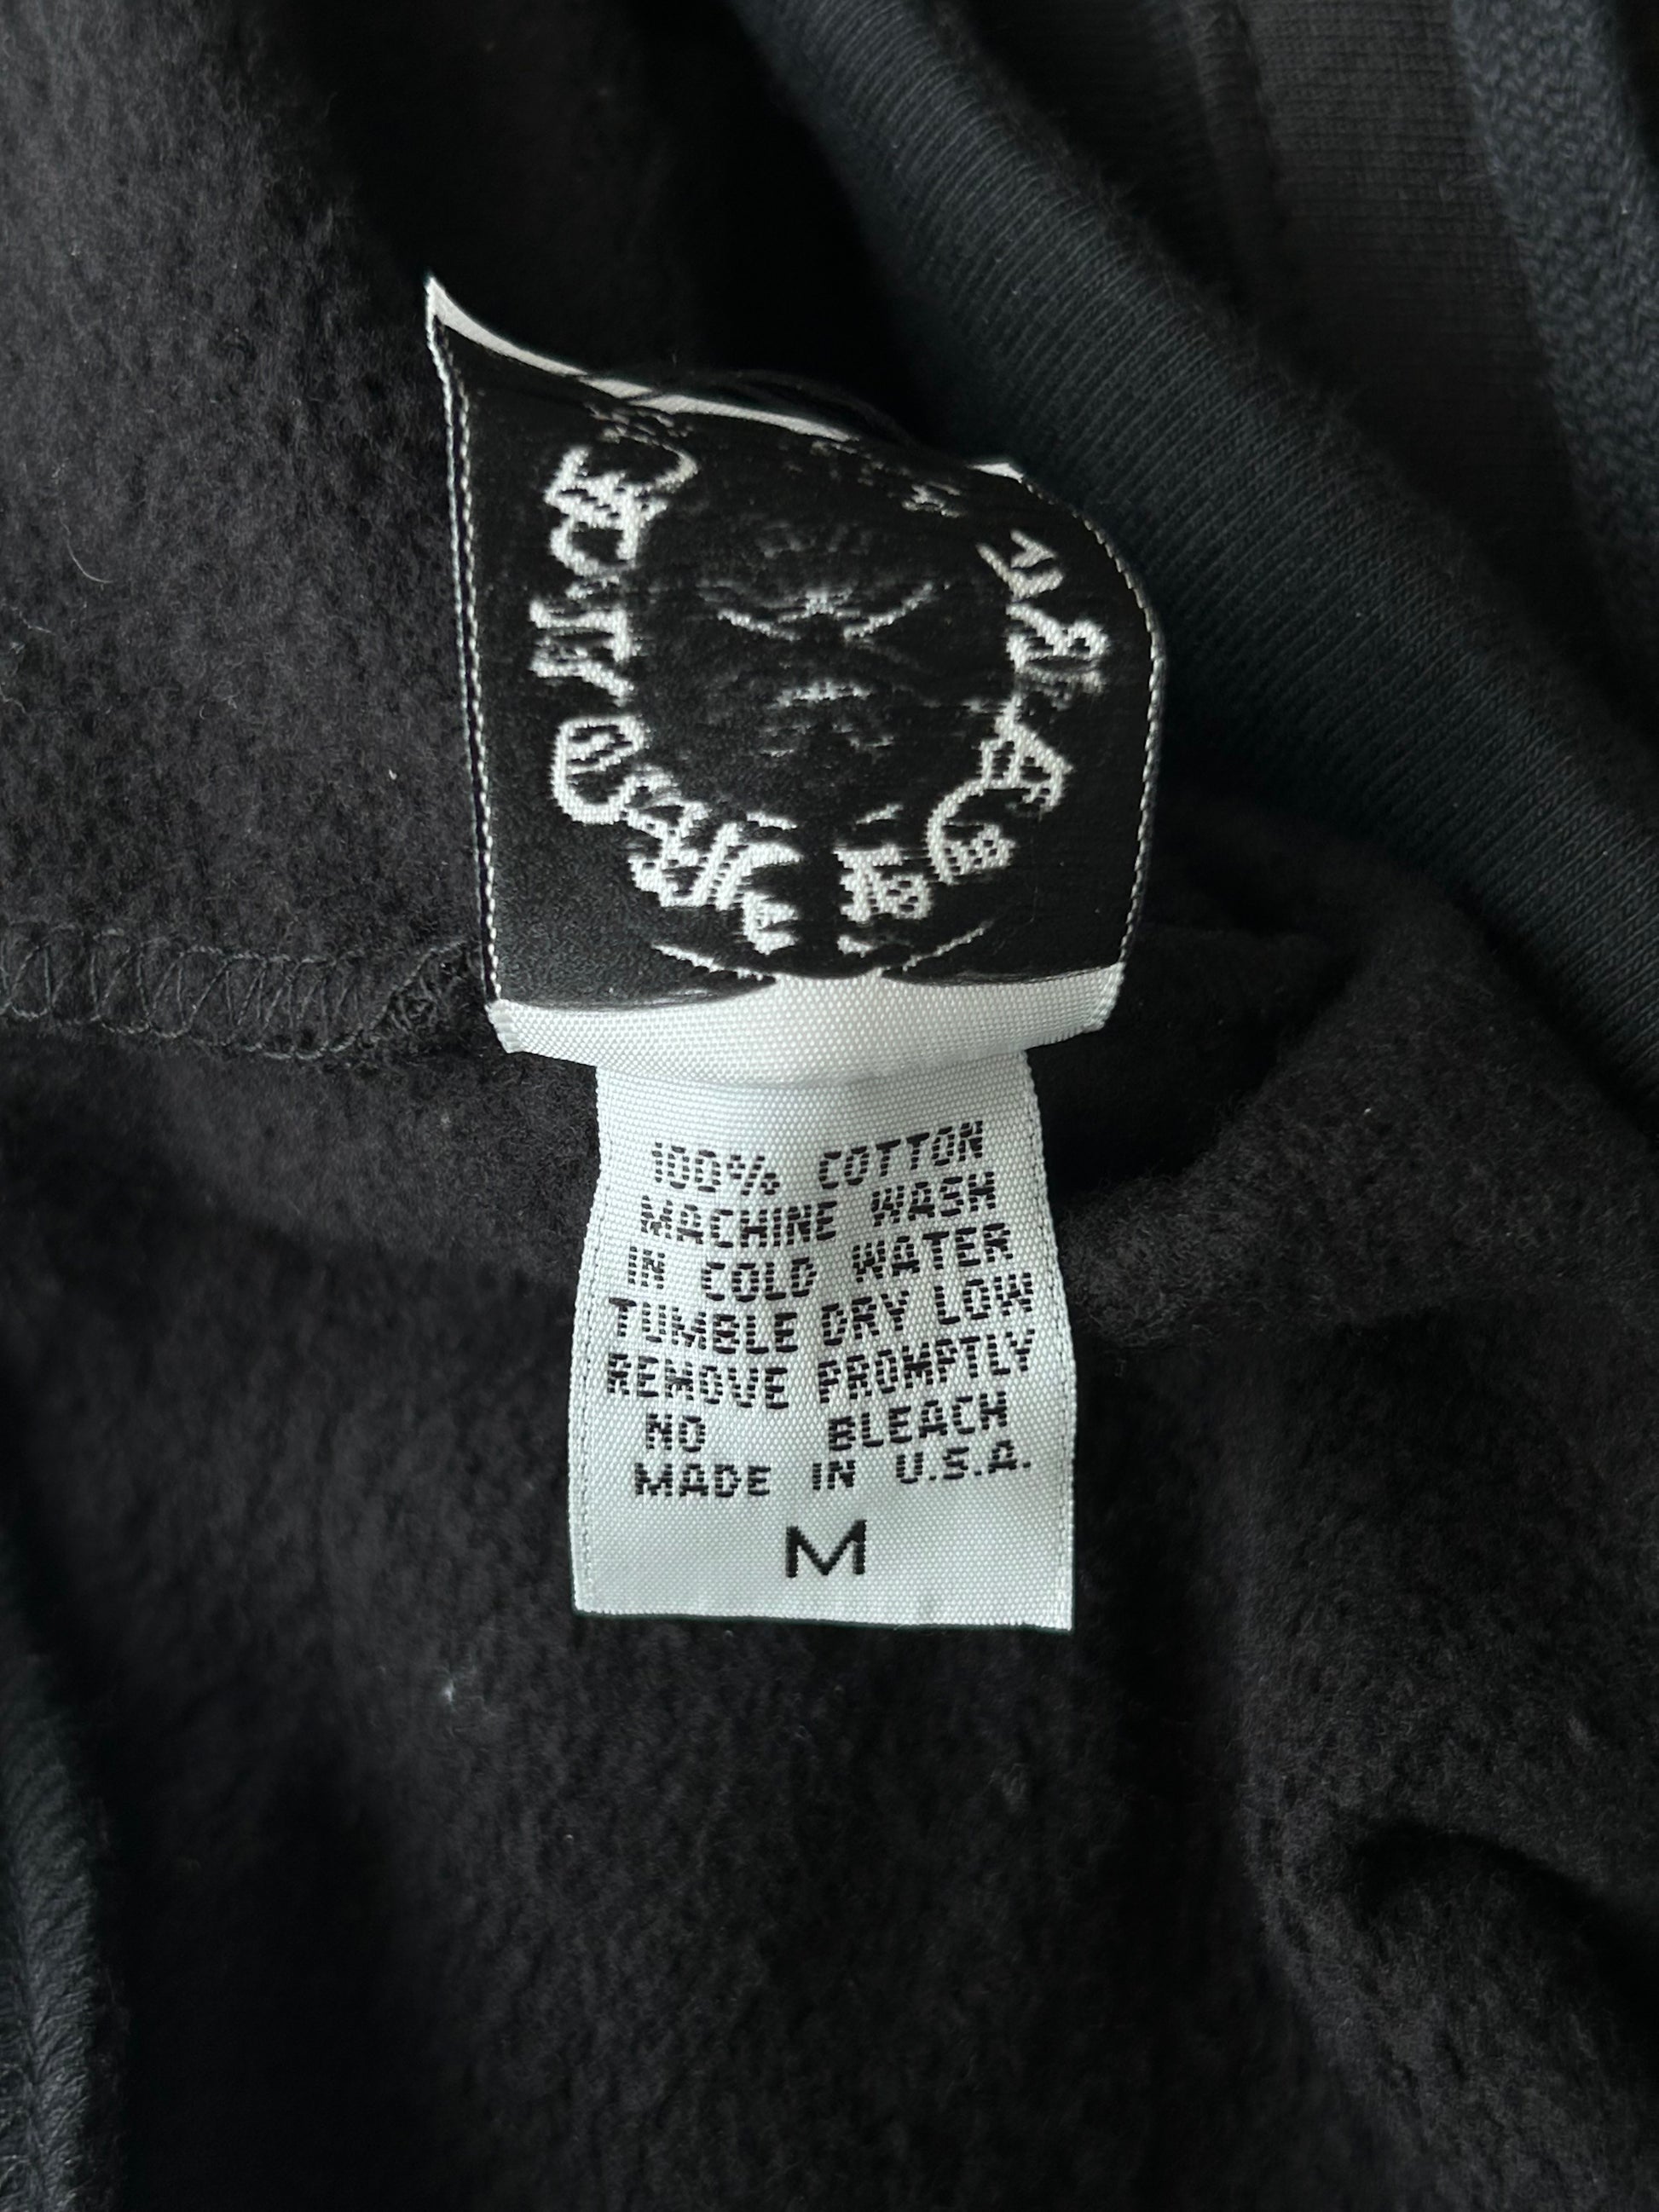 100% COTTON
MACHINE WASH
IN COLD WATER
TUMBLE DRY LOW
REMOVE PROMPTLY
NO BLEACH
MADE IN U.S.A.
M